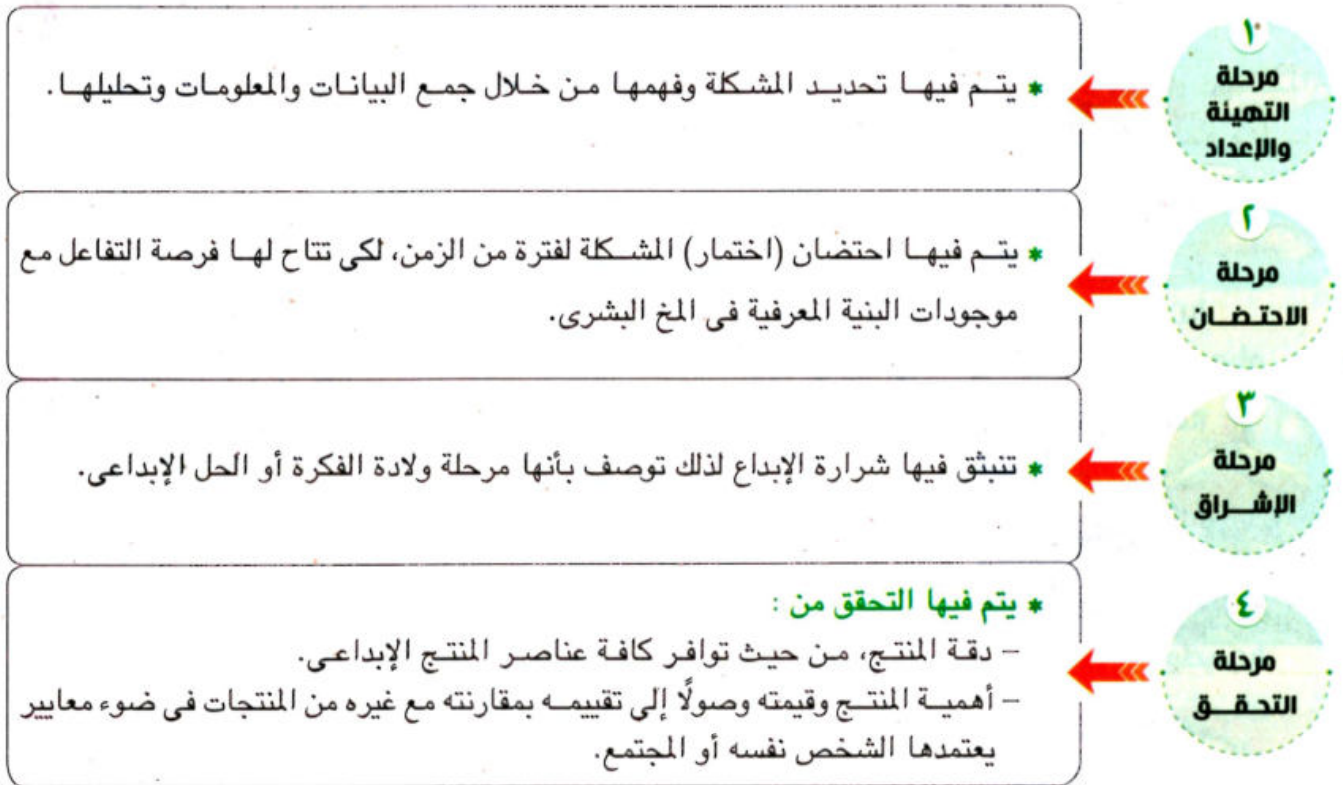 ١
مرحلة
التهيئة
والإعداد
* يتم فيها تحديد المشكلة وفهمها من خلال جمع البيانات والمعلومات وتحليلها.
٢
مرحلة
الاحتضان
* يتم فيها احتضان (اختمار) المشكلة لفترة من الزمن، لكى تتاح لها فرصة التفاعل مع
موجودات البنية المعرفية فى المخ البشرى.
٣
مرحلة
الإشراق
* تنبثق فيها شرارة الإبداع لذلك توصف بأنها مرحلة ولادة الفكرة أو الحل الإبداعى.
٤
مرحلة
التحقق
* يتم فيها التحقق من :
– دقة المنتج، من حيث توافر كافة عناصر المنتج الإبداعى.
– أهمية المنتج وقيمته وصولًا إلى تقييمه بمقارنته مع غيره من المنتجات فى ضوء معايير
يعتمدها الشخص نفسه أو المجتمع.